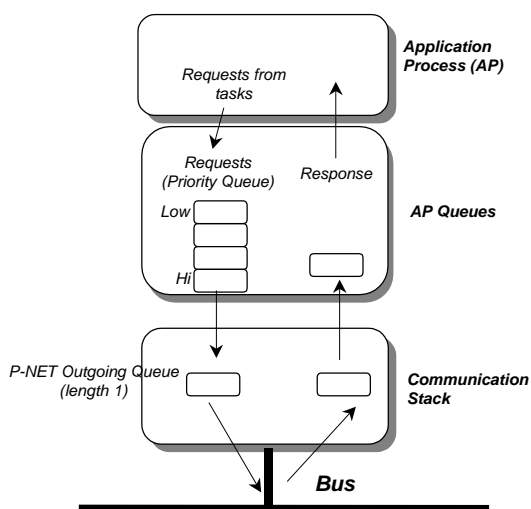 Application
Process (AP)
Requests from
tasks
Requests
(Priority Queue)
Response
Low
AP Queues
Hi
P-NET Outgoing Queue
(length 1)
Communication
Stack
Bus